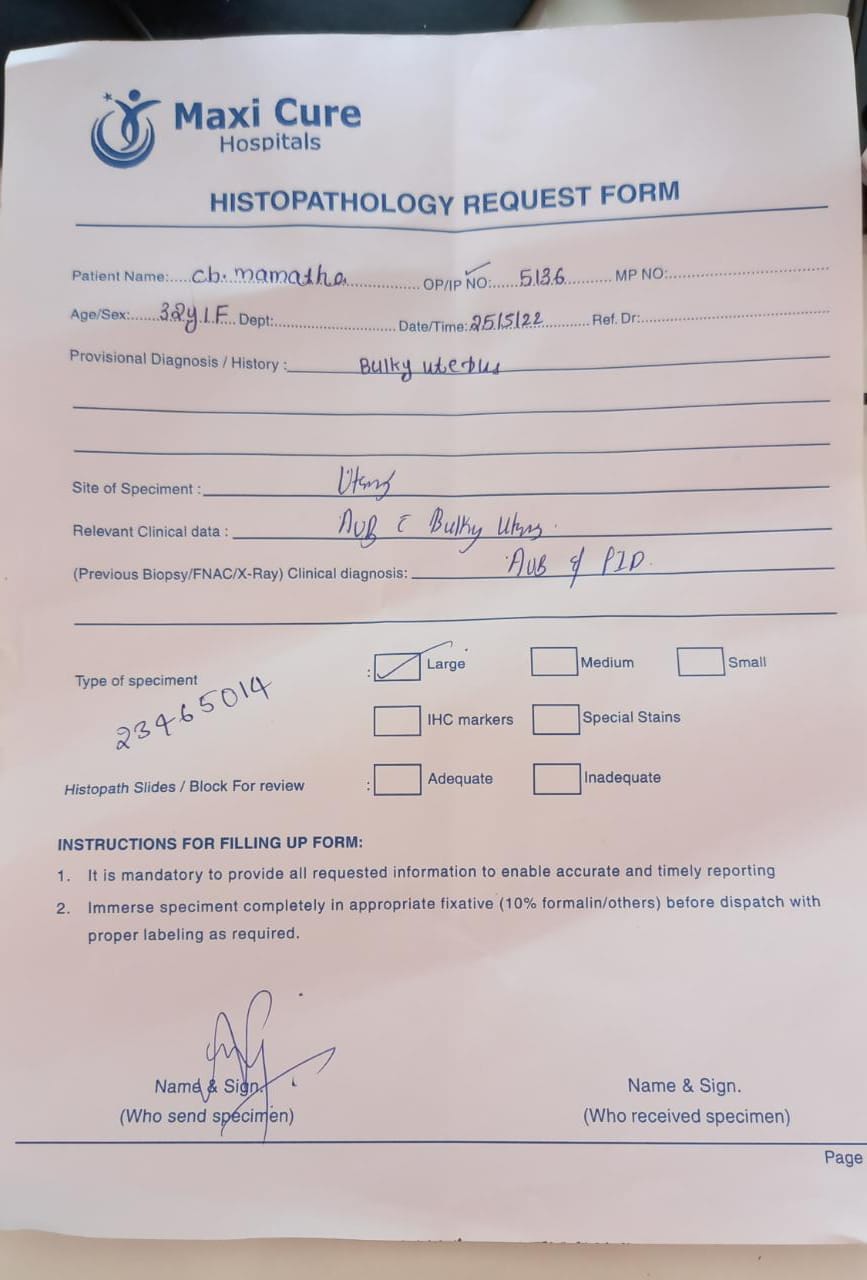 Maxi Cure
Hospitals
HISTOPATHOLOGY REQUEST FORM
Patient Name:.....cb. mamatha..........OP/IP NO:.....5136..........MP NO:..............................
Age/Sex:......32y/F...Dept:..............................Date/Time:25/5/22..........Ref. Dr:..............................
Provisional Diagnosis / History : Bulky uterus
Site of Specimen : Uterus
Relevant Clinical data : AUB c̄ Bulky Uterus.
(Previous Biopsy/FNAC/X-Ray) Clinical diagnosis: AUB & PID.
Type of speciment : Large Medium Small
23465014
IHC markers Special Stains
Histopath Slides / Block For review : Adequate Inadequate
INSTRUCTIONS FOR FILLING UP FORM:
1. It is mandatory to provide all requested information to enable accurate and timely reporting
2. Immerse speciment completely in appropriate fixative (10% formalin/others) before dispatch with
proper labeling as required.
Name & Sign. Name & Sign.
(Who send specimen) (Who received specimen)
Page